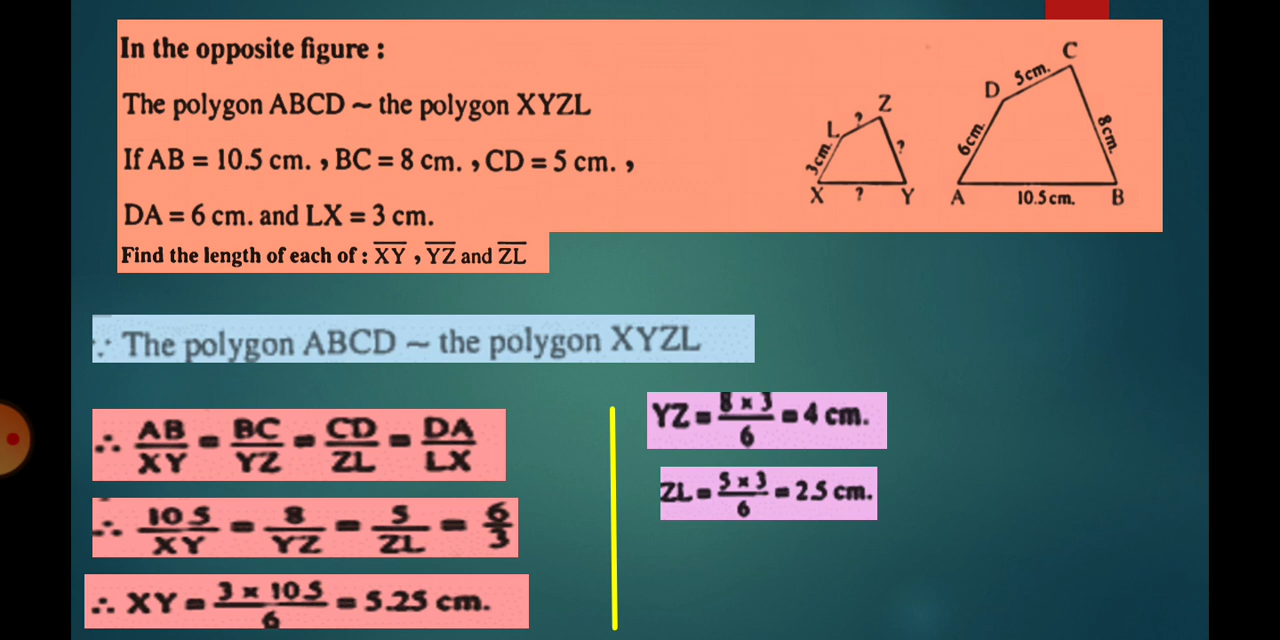 In the opposite figure :
The polygon ABCD ~ the polygon XYZL
If AB = 10.5 cm. , BC = 8 cm. , CD = 5 cm. ,
DA = 6 cm. and LX = 3 cm.
Find the length of each of : XY , YZ and ZL
C
5cm.
D
Z
?
L
8cm.
6cm.
?
3cm.
X ? Y A 10.5cm. B
∵ The polygon ABCD ~ the polygon XYZL
∴ AB/XY = BC/YZ = CD/ZL = DA/LX
∴ 10 5/XY = 8/YZ = 5/ZL = 6/3
∴ XY = 3 × 10.5/6 = 5.25 cm.
YZ = 8 × 3/6 = 4 cm.
ZL = 5 × 3/6 = 2.5 cm.